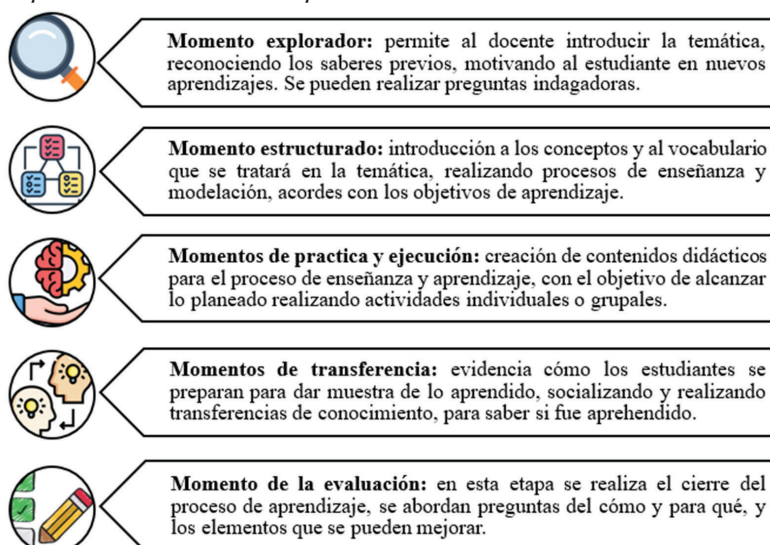 Momento explorador: permite al docente introducir la temática,
reconociendo los saberes previos, motivando al estudiante en nuevos
aprendizajes. Se pueden realizar preguntas indagadoras.
Momento estructurado: introducción a los conceptos y al vocabulario
que se tratará en la temática, realizando procesos de enseñanza y
modelación, acordes con los objetivos de aprendizaje.
Momentos de practica y ejecución: creación de contenidos didácticos
para el proceso de enseñanza y aprendizaje, con el objetivo de alcanzar
lo planeado realizando actividades individuales o grupales.
Momentos de transferencia: evidencia cómo los estudiantes se
preparan para dar muestra de lo aprendido, socializando y realizando
transferencias de conocimiento, para saber si fue aprehendido.
Momento de la evaluación: en esta etapa se realiza el cierre del
proceso de aprendizaje, se abordan preguntas del cómo y para qué, y
los elementos que se pueden mejorar.